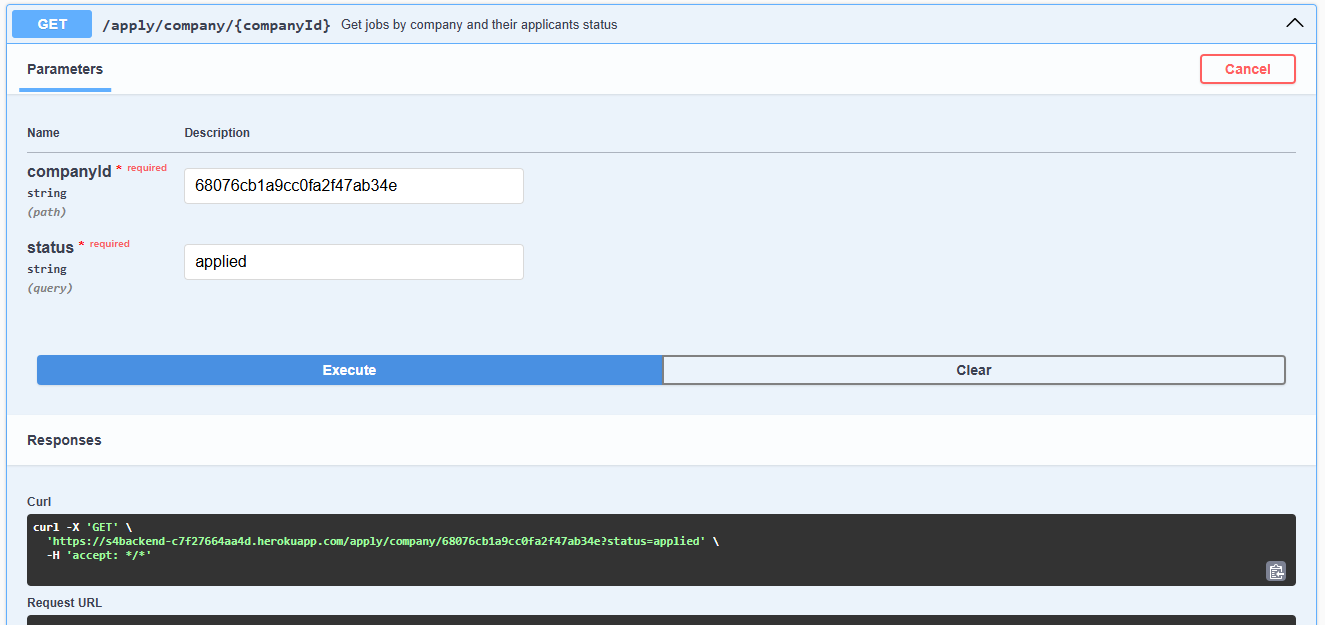 GET /apply/company/{companyId} Get jobs by company and their applicants status
Parameters
Cancel
Name Description
companyId * required
string
(path)
68076cb1a9cc0fa2f47ab34e
status * required
string
(query)
applied
Execute Clear
Responses
Curl
curl -X 'GET' \
'https://s4backend-c7f27664aa4d.herokuapp.com/apply/company/68076cb1a9cc0fa2f47ab34e?status=applied' \
-H 'accept: */*'
Request URL